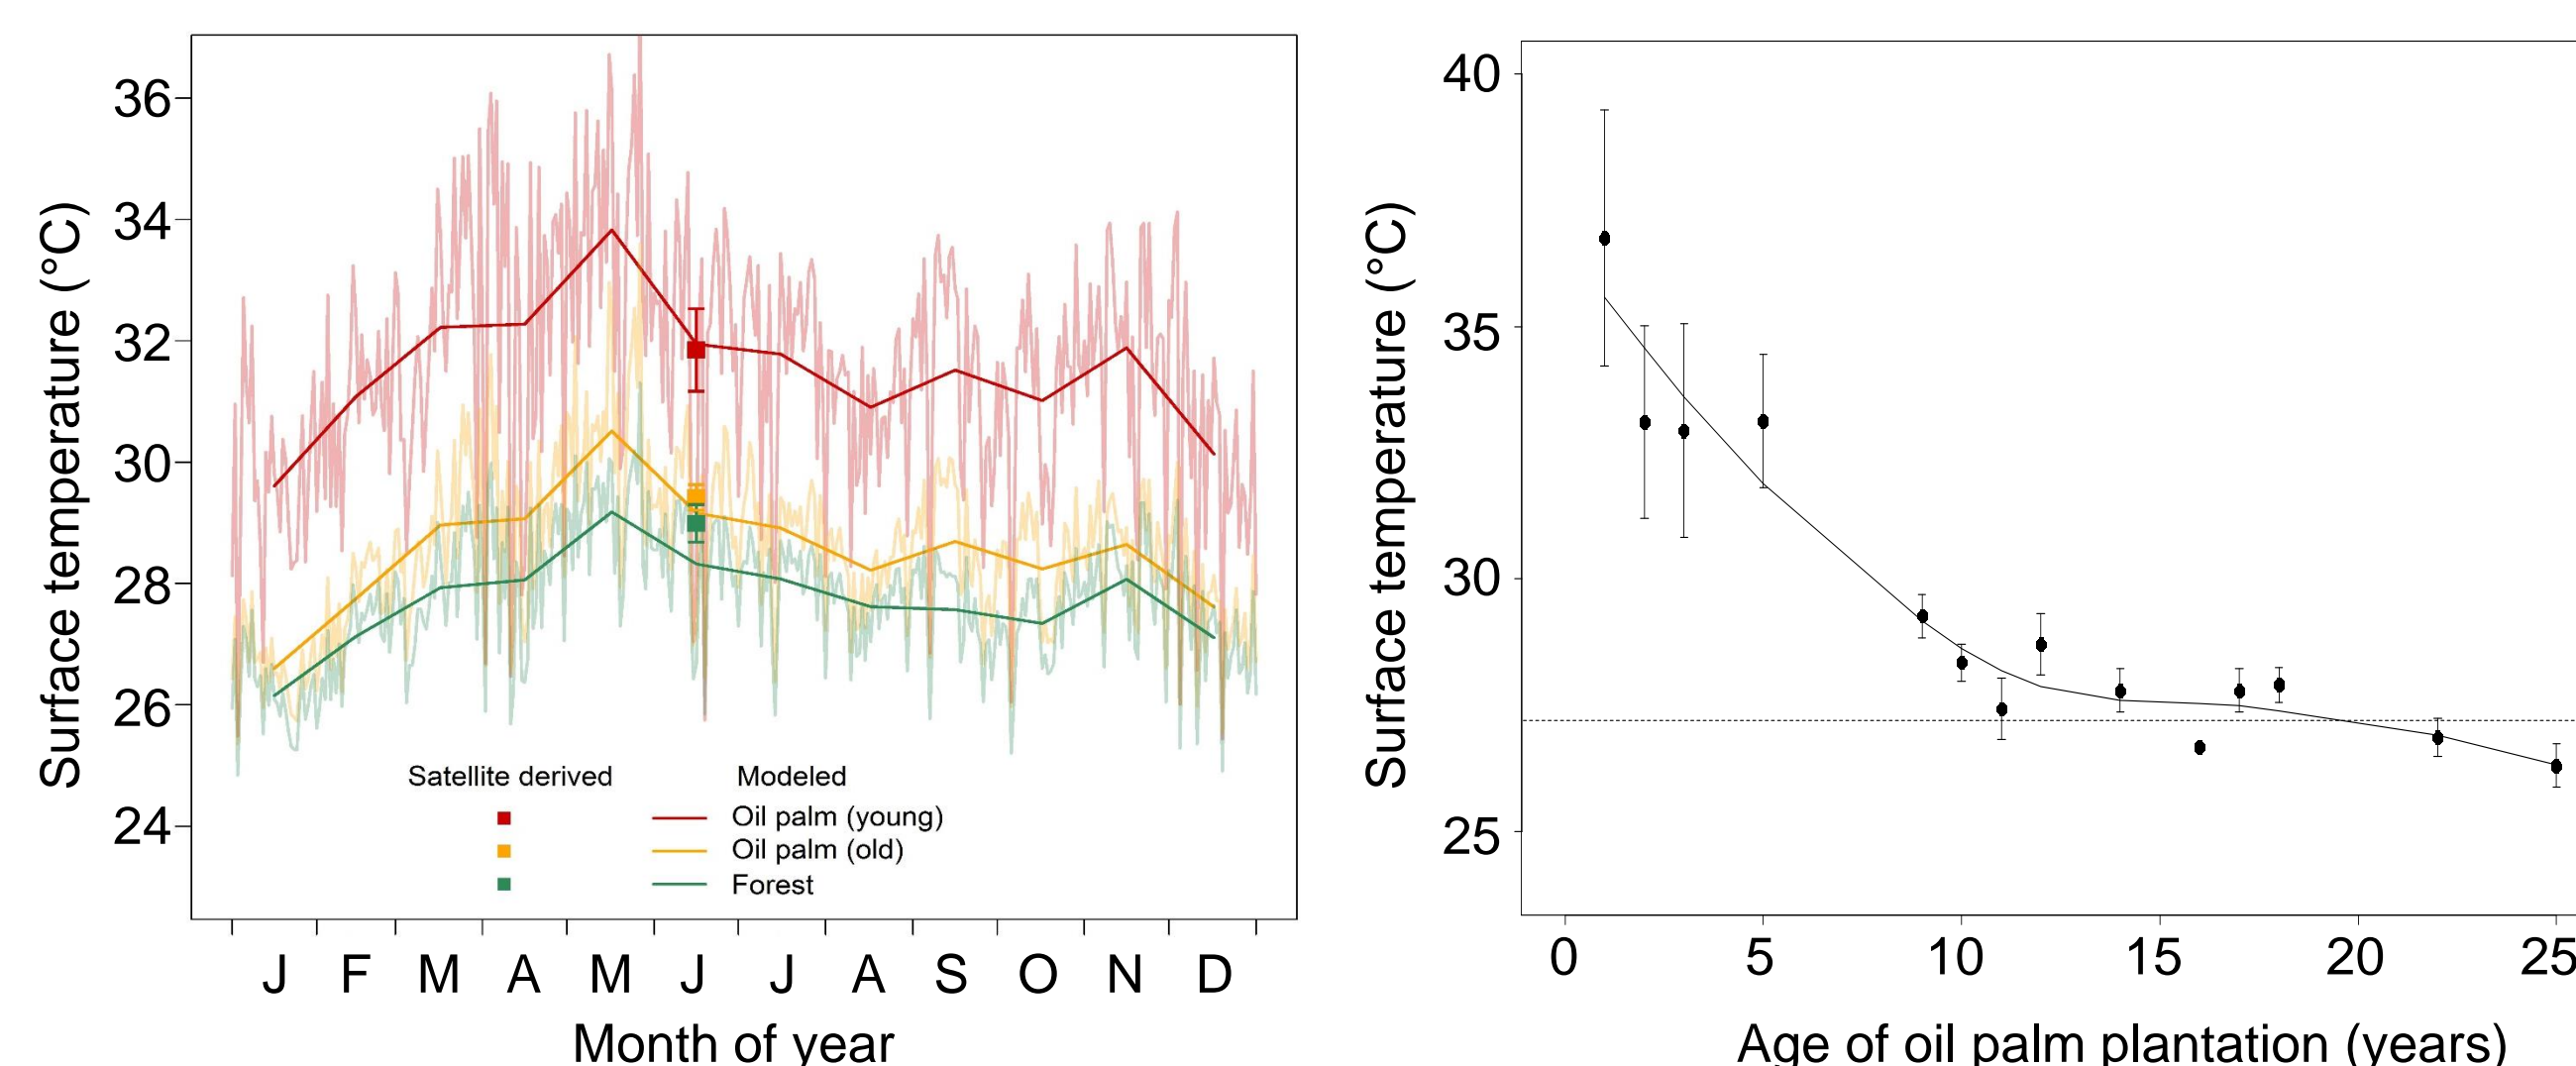 Surface temperature (°C)
36
34
32
30
28
26
24
Satellite derived Modeled
Oil palm (young)
Oil palm (old)
Forest
J F M A M J J A S O N D
Month of year
Surface temperature (°C)
40
35
30
25
0 5 10 15 20 25
Age of oil palm plantation (years)